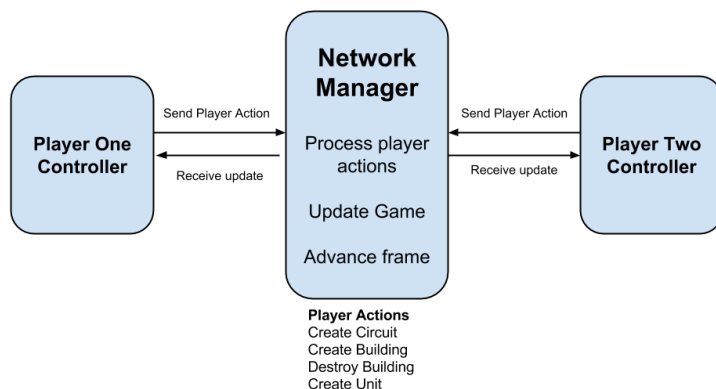 Network
Manager
Send Player Action
Send Player Action
Player One
Controller
Process player
actions
Player Two
Controller
Receive update
Receive update
Update Game
Advance frame
Player Actions
Create Circuit
Create Building
Destroy Building
Create Unit